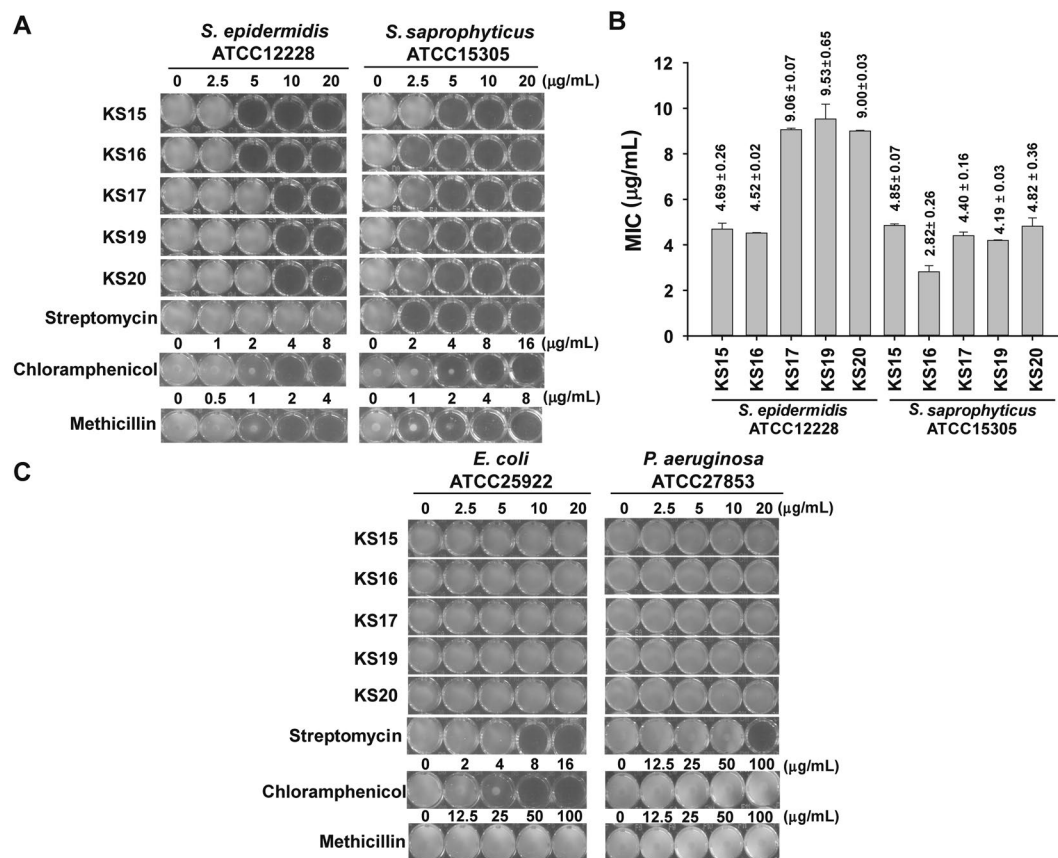 A
S. epidermidis
ATCC12228
S. saprophyticus
ATCC15305
0 2.5 5 10 20 0 2.5 5 10 20 (μg/mL)
KS15
KS16
KS17
KS19
KS20
Streptomycin
0 1 2 4 8 0 2 4 8 16 (μg/mL)
Chloramphenicol
0 0.5 1 2 4 0 1 2 4 8 (μg/mL)
Methicillin
B
MIC (μg/mL)
12
10
8
6
4
2
0
4.69 ± 0.26
4.52 ± 0.02
9.06 ± 0.07
9.53±0.65
9.00±0.03
4.85± 0.07
2.82± 0.26
4.40 ± 0.16
4.19 ± 0.03
4.82 ± 0.36
KS15 KS16 KS17 KS19 KS20 KS15 KS16 KS17 KS19 KS20
S. epidermidis
ATCC12228
S. saprophyticus
ATCC15305
C
E. coli
ATCC25922
P. aeruginosa
ATCC27853
0 2.5 5 10 20 0 2.5 5 10 20 (μg/mL)
KS15
KS16
KS17
KS19
KS20
Streptomycin
0 2 4 8 16 0 12.5 25 50 100 (μg/mL)
Chloramphenicol
0 12.5 25 50 100 0 12.5 25 50 100 (μg/mL)
Methicillin